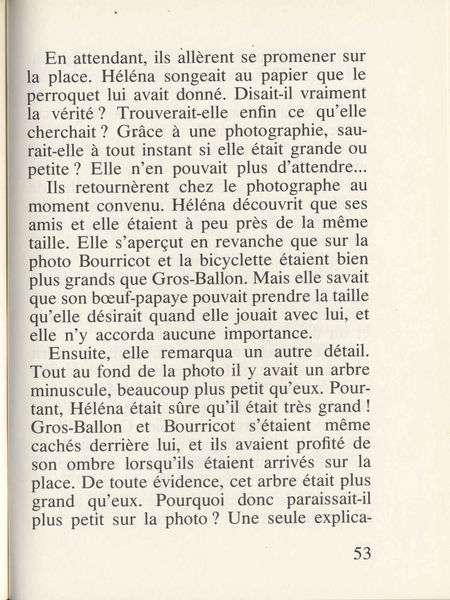 En attendant, ils allèrent se promener sur
la place. Héléna songeait au papier que le
perroquet lui avait donné. Disait-il vraiment
la vérité ? Trouverait-elle enfin ce qu'elle
cherchait ? Grâce à une photographie, sau-
rait-elle à tout instant si elle était grande ou
petite ? Elle n'en pouvait plus d'attendre...
Ils retournèrent chez le photographe au
moment convenu. Héléna découvrit que ses
amis et elle étaient à peu près de la même
taille. Elle s'aperçut en revanche que sur la
photo Bourricot et la bicyclette étaient bien
plus grands que Gros-Ballon. Mais elle savait
que son bœuf-papaye pouvait prendre la taille
qu'elle désirait quand elle jouait avec lui, et
elle n'y accorda aucune importance.
Ensuite, elle remarqua un autre détail.
Tout au fond de la photo il y avait un arbre
minuscule, beaucoup plus petit qu'eux. Pour-
tant, Héléna était sûre qu'il était très grand !
Gros-Ballon et Bourricot s'étaient même
cachés derrière lui, et ils avaient profité de
son ombre lorsqu'ils étaient arrivés sur la
place. De toute évidence, cet arbre était plus
grand qu'eux. Pourquoi donc paraissait-il
plus petit sur la photo ? Une seule explica-
53